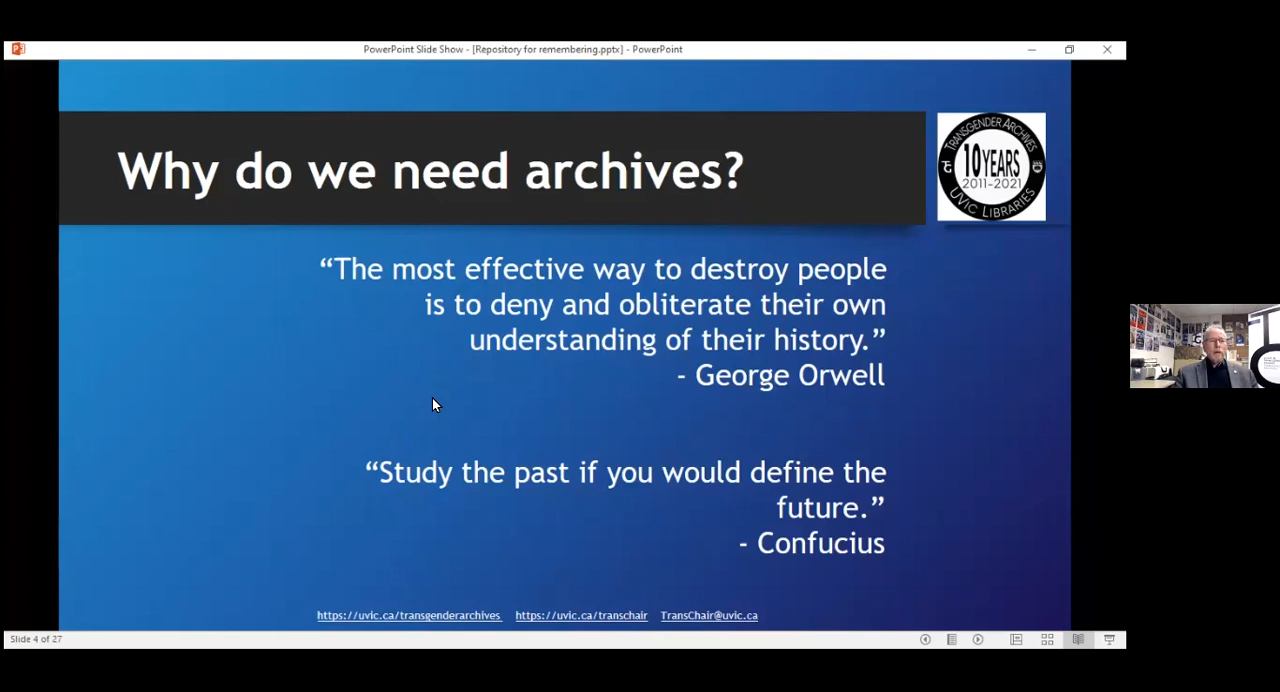 PowerPoint Slide Show - [Repository for remembering.pptx] - PowerPoint
Why do we need archives?
TRANSGENDER ARCHIVES
10 YEARS
2011-2021
UVIC LIBRARIES
“The most effective way to destroy people
is to deny and obliterate their own
understanding of their history.”
- George Orwell
“Study the past if you would define the
future.”
- Confucius
https://uvic.ca/transgenderarchives https://uvic.ca/transchair TransChair@uvic.ca
Slide 4 of 27